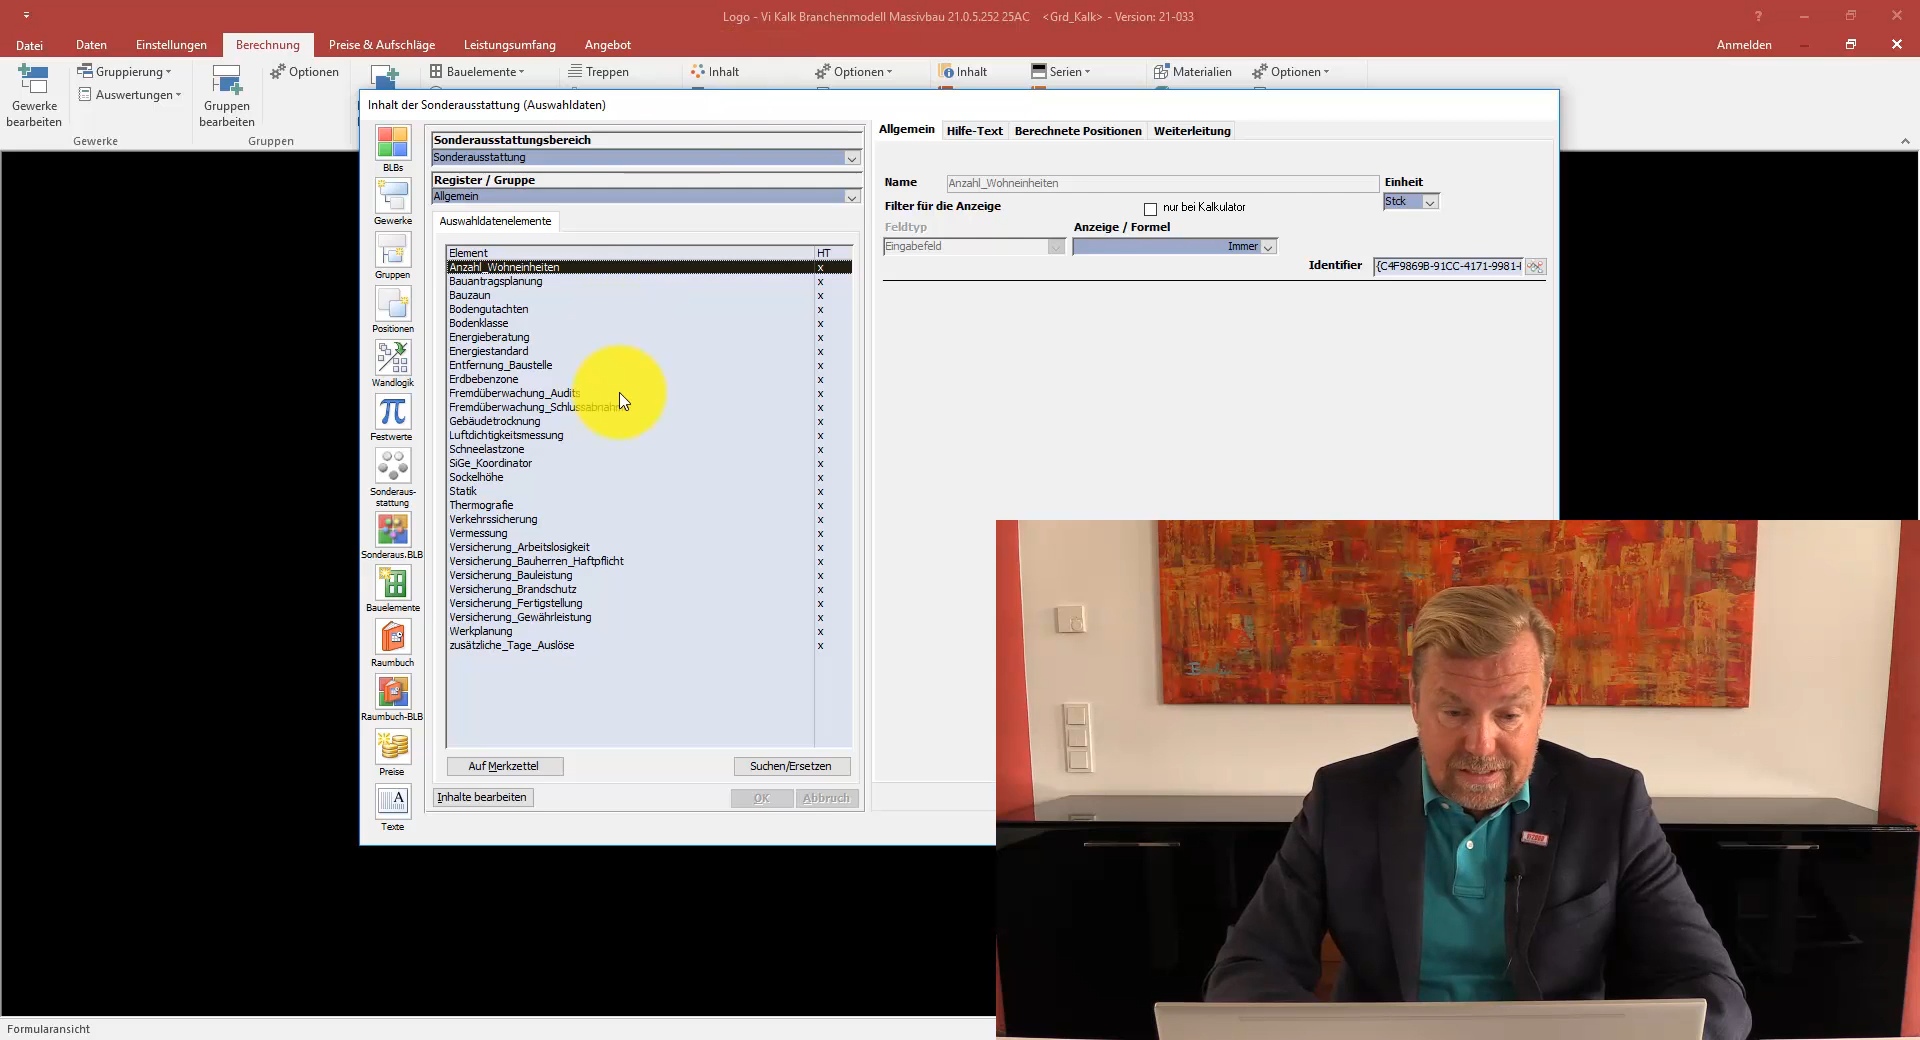 Logo - Vi Kalk Branchenmodell Massivbau 21.0.5.252 25AC <Grd_Kalk> - Version: 21-033
Datei Daten Einstellungen Berechnung Preise & Aufschläge Leistungsumfang Angebot Anmelden
Gewerke bearbeiten
Gruppierung
Auswertungen
Gewerke
Gruppen bearbeiten
Optionen
Gruppen
Bauelemente
Treppen
Inhalt
Optionen
Inhalt
Serien
Materialien
Optionen
Inhalt der Sonderausstattung (Auswahldaten)
BLBs
Gewerke
Gruppen
Positionen
Wandlogik
Festwerte
Sonderaus-
stattung
Sonderaus.BLB
Bauelemente
Raumbuch
Raumbuch-BLB
Preise
Texte
Sonderausstattungsbereich
Sonderausstattung
Register / Gruppe
Allgemein
Auswahldatenelemente
Element HT
Anzahl_Wohneinheiten x
Bauantragsplanung x
Bauzaun x
Bodengutachten x
Bodenklasse x
Energieberatung x
Energiestandard x
Entfernung_Baustelle x
Erdbebenzone x
Fremdüberwachung_Audits x
Fremdüberwachung_Schlussabnahme x
Gebäudetrocknung x
Luftdichtigkeitsmessung x
Schneelastzone x
SiGe_Koordinator x
Sockelhöhe x
Statik x
Thermografie x
Verkehrssicherung x
Vermessung x
Versicherung_Arbeitslosigkeit x
Versicherung_Bauherren_Haftpflicht x
Versicherung_Bauleistung x
Versicherung_Brandschutz x
Versicherung_Fertigstellung x
Versicherung_Gewährleistung x
Werkplanung x
zusätzliche_Tage_Auslöse x
Auf Merkzettel Suchen/Ersetzen
Inhalte bearbeiten OK Abbruch
Allgemein Hilfe-Text Berechnete Positionen Weiterleitung
Name Anzahl_Wohneinheiten Einheit
Stck
Filter für die Anzeige nur bei Kalkulator
Feldtyp Anzeige / Formel
Eingabefeld Immer
Identifier {C4F9869B-91CC-4171-9981-
Formularansicht